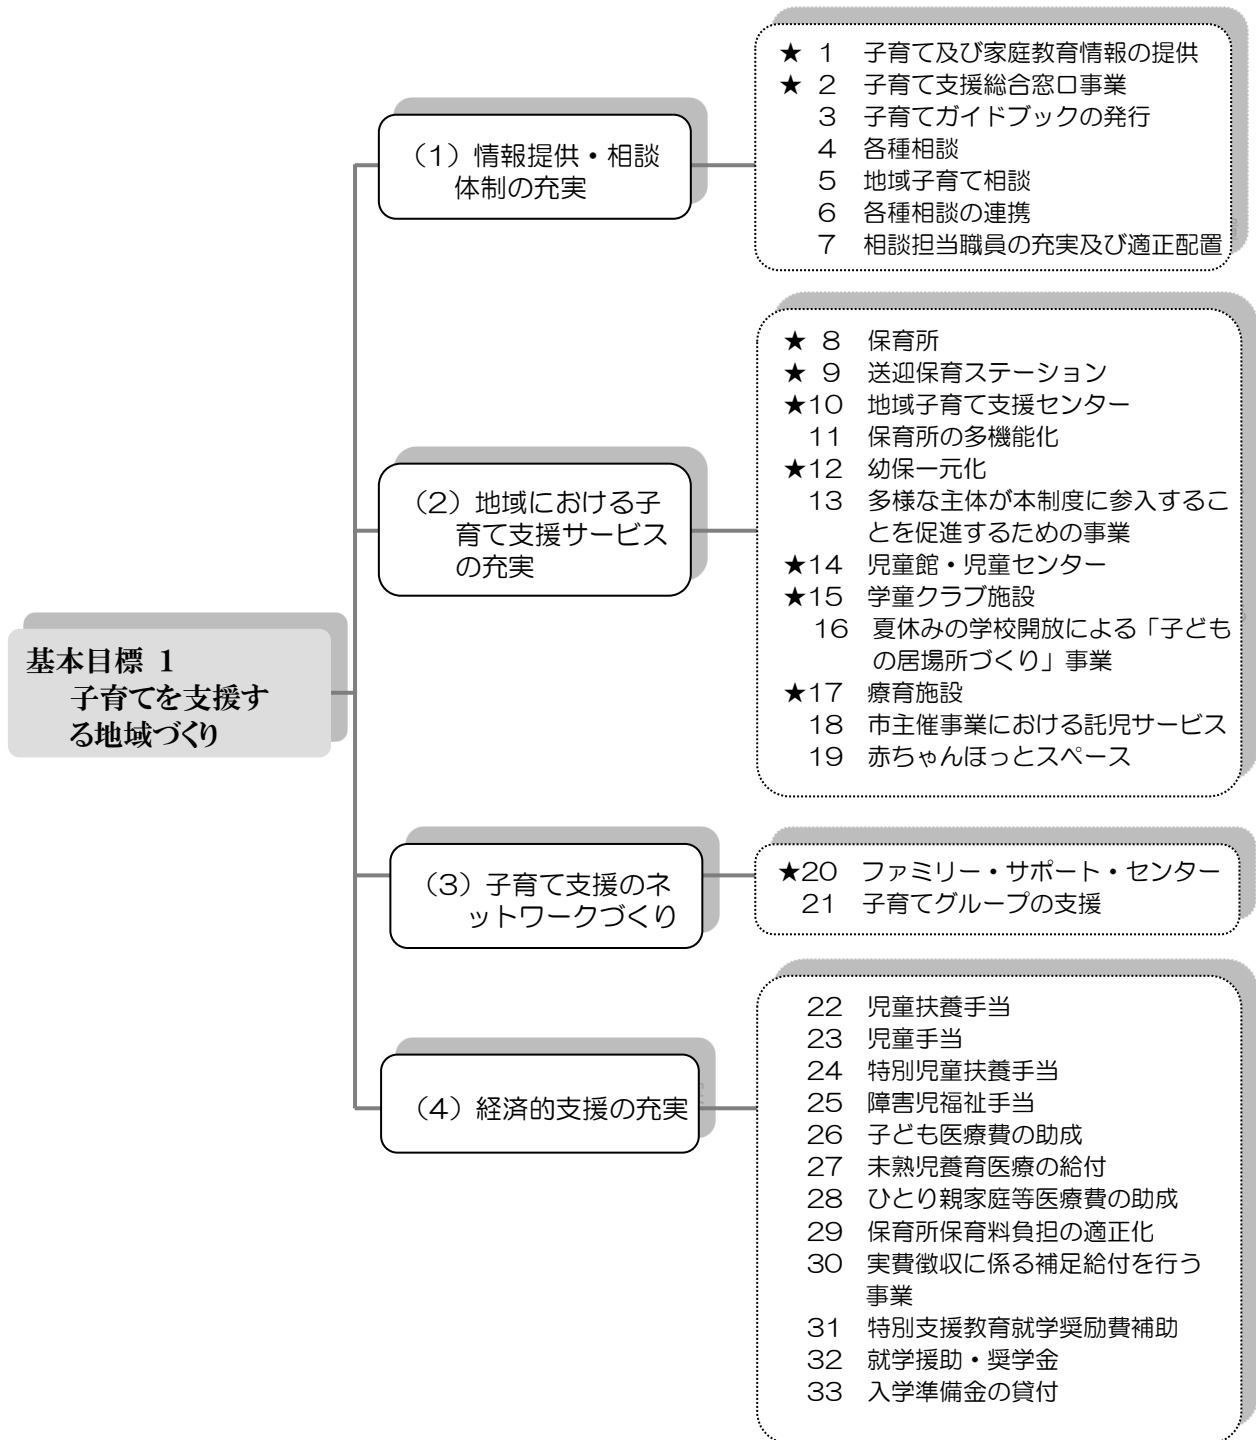 基本目標 1
子育てを支援す
る地域づくり
（1）情報提供・相談
体制の充実
★ 1 子育て及び家庭教育情報の提供
★ 2 子育て支援総合窓口事業
3 子育てガイドブックの発行
4 各種相談
5 地域子育て相談
6 各種相談の連携
7 相談担当職員の充実及び適正配置
（2）地域における子
育て支援サービス
の充実
★ 8 保育所
★ 9 送迎保育ステーション
★10 地域子育て支援センター
11 保育所の多機能化
★12 幼保一元化
13 多様な主体が本制度に参入するこ
とを促進するための事業
★14 児童館・児童センター
★15 学童クラブ施設
16 夏休みの学校開放による「子ども
の居場所づくり」事業
★17 療育施設
18 市主催事業における託児サービス
19 赤ちゃんほっとスペース
（3）子育て支援のネ
ットワークづくり
★20 ファミリー・サポート・センター
21 子育てグループの支援
（4）経済的支援の充実
22 児童扶養手当
23 児童手当
24 特別児童扶養手当
25 障害児福祉手当
26 子ども医療費の助成
27 未熟児養育医療の給付
28 ひとり親家庭等医療費の助成
29 保育所保育料負担の適正化
30 実費徴収に係る補足給付を行う
事業
31 特別支援教育就学奨励費補助
32 就学援助・奨学金
33 入学準備金の貸付